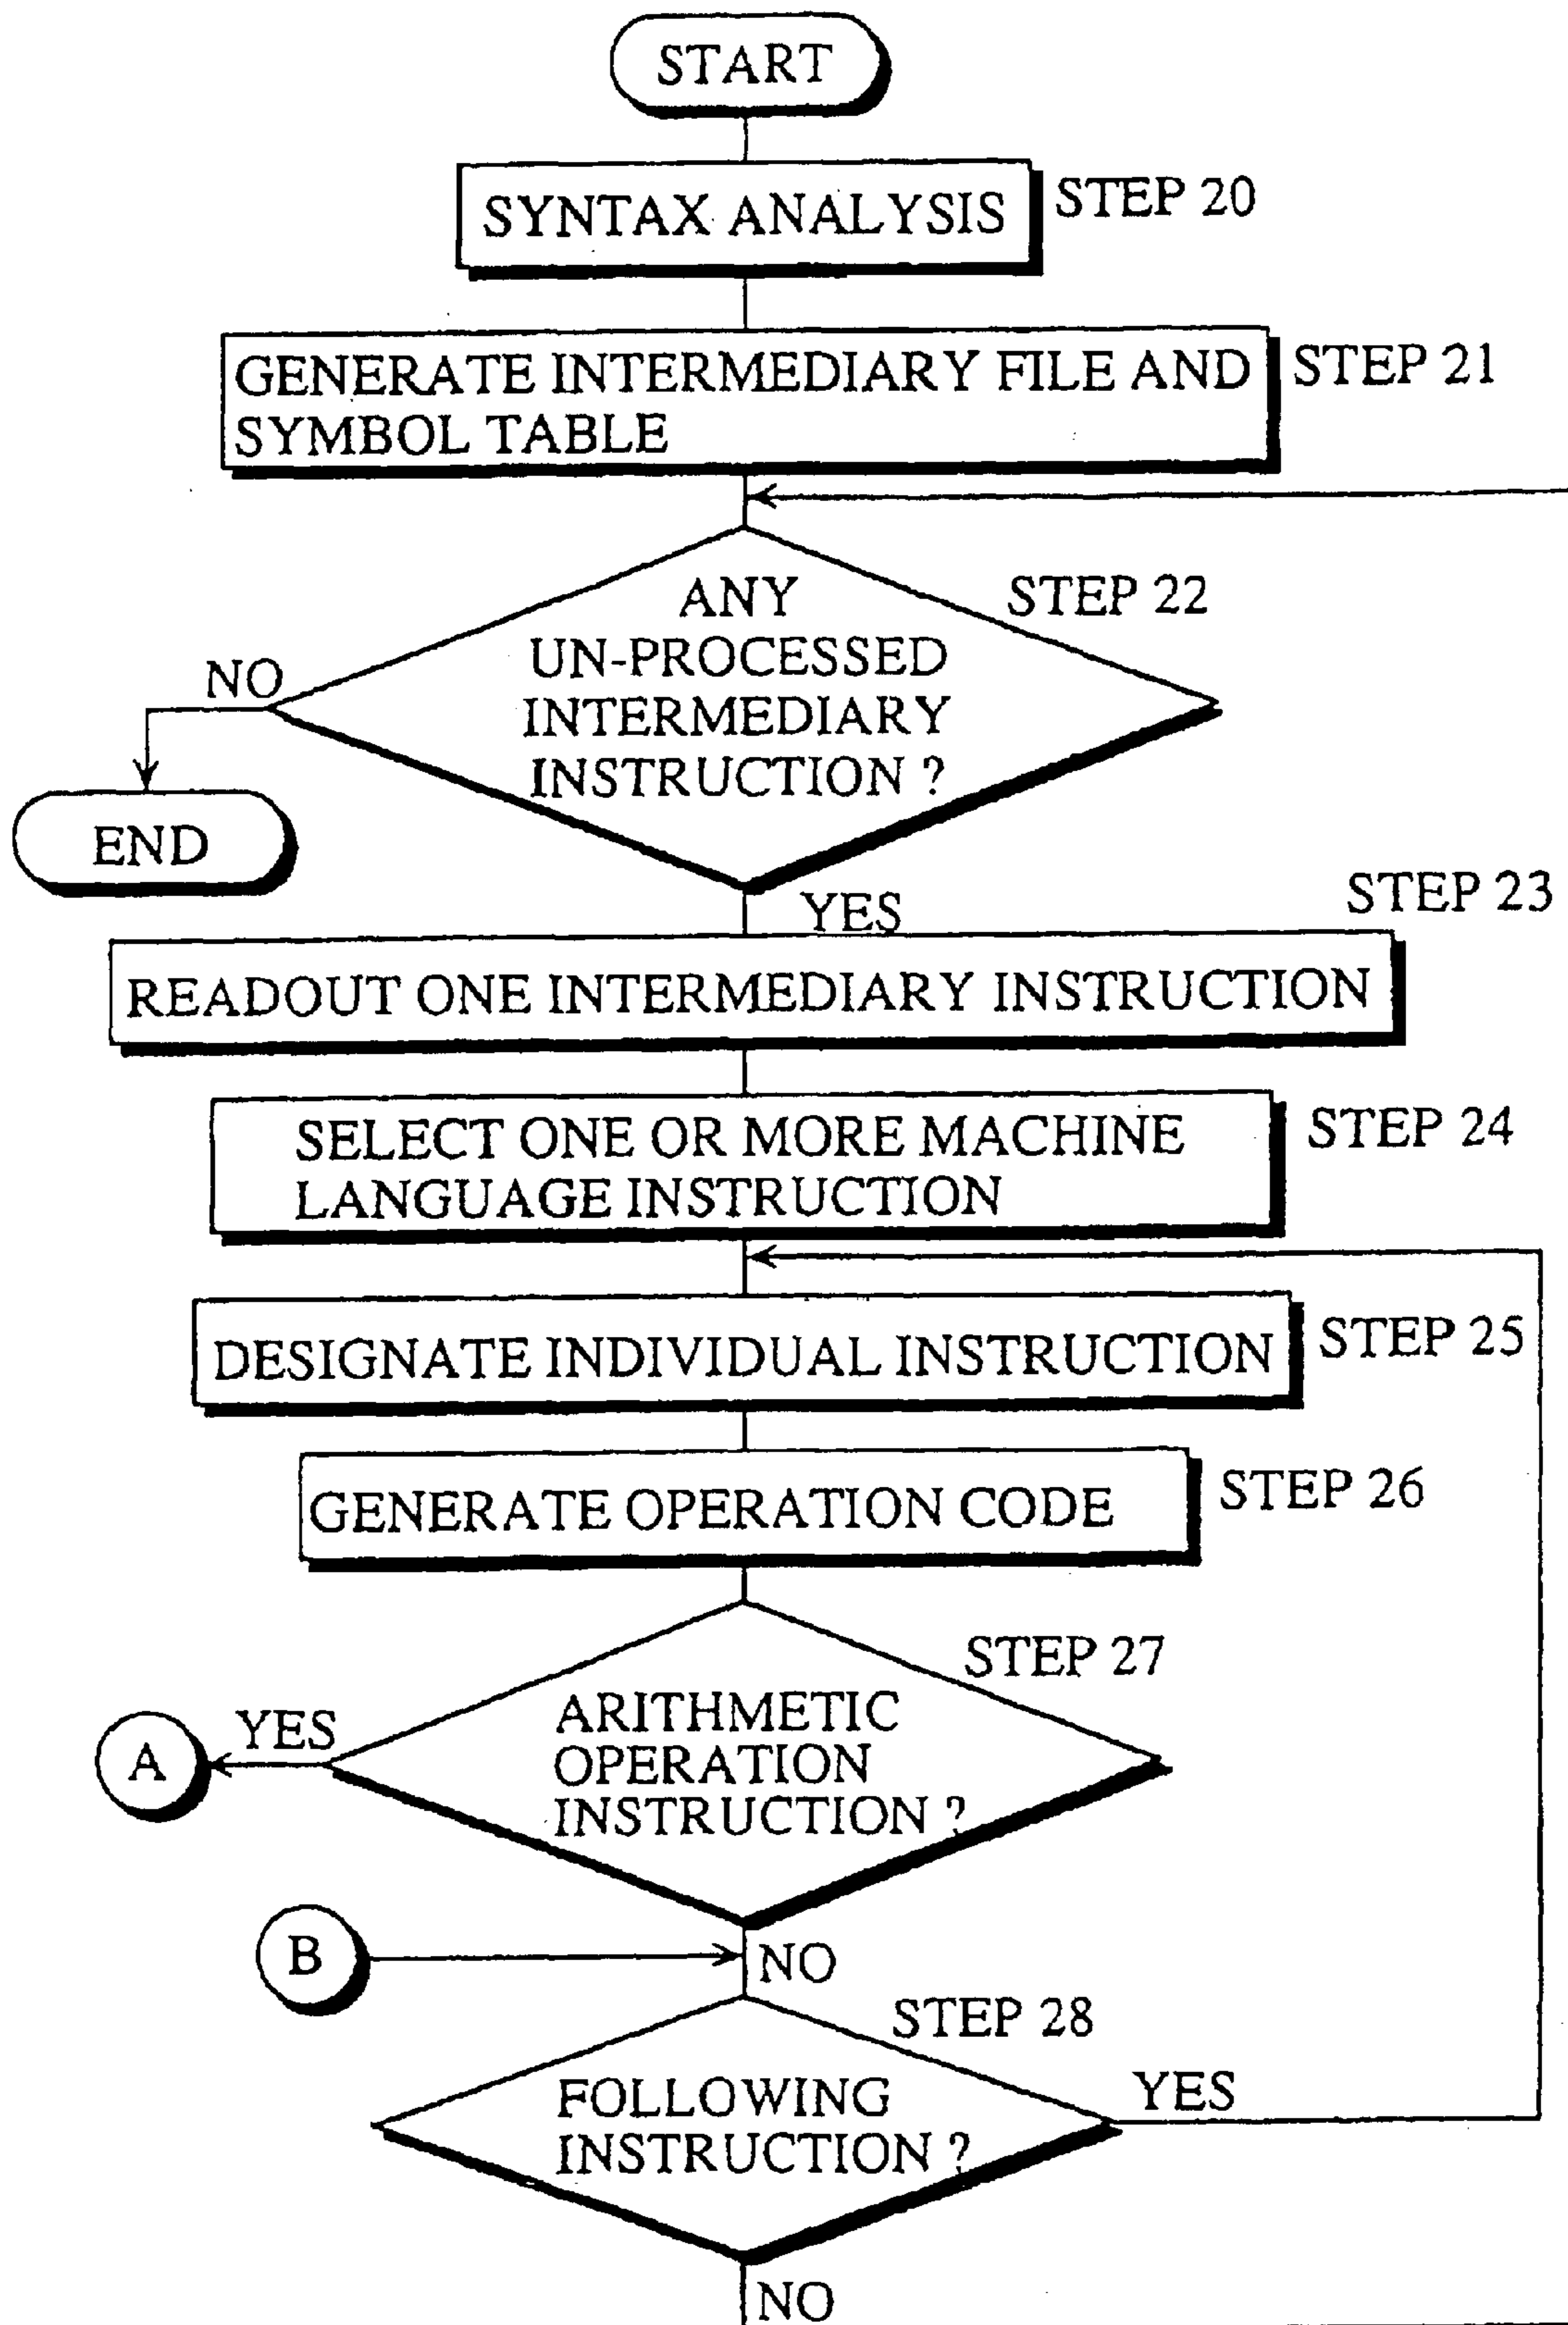 START
SYNTAX ANALYSIS
STEP 20
GENERATE INTERMEDIARY FILE AND
SYMBOL TABLE
STEP 21
STEP 22
ANY
UN-PROCESSED
INTERMEDIARY
INSTRUCTION ?
NO
END
YES
STEP 23
READOUT ONE INTERMEDIARY INSTRUCTION
SELECT ONE OR MORE MACHINE
LANGUAGE INSTRUCTION
STEP 24
DESIGNATE INDIVIDUAL INSTRUCTION
STEP 25
GENERATE OPERATION CODE
STEP 26
STEP 27
ARITHMETIC
OPERATION
INSTRUCTION ?
YES
A
B
NO
STEP 28
FOLLOWING
INSTRUCTION ?
YES
NO